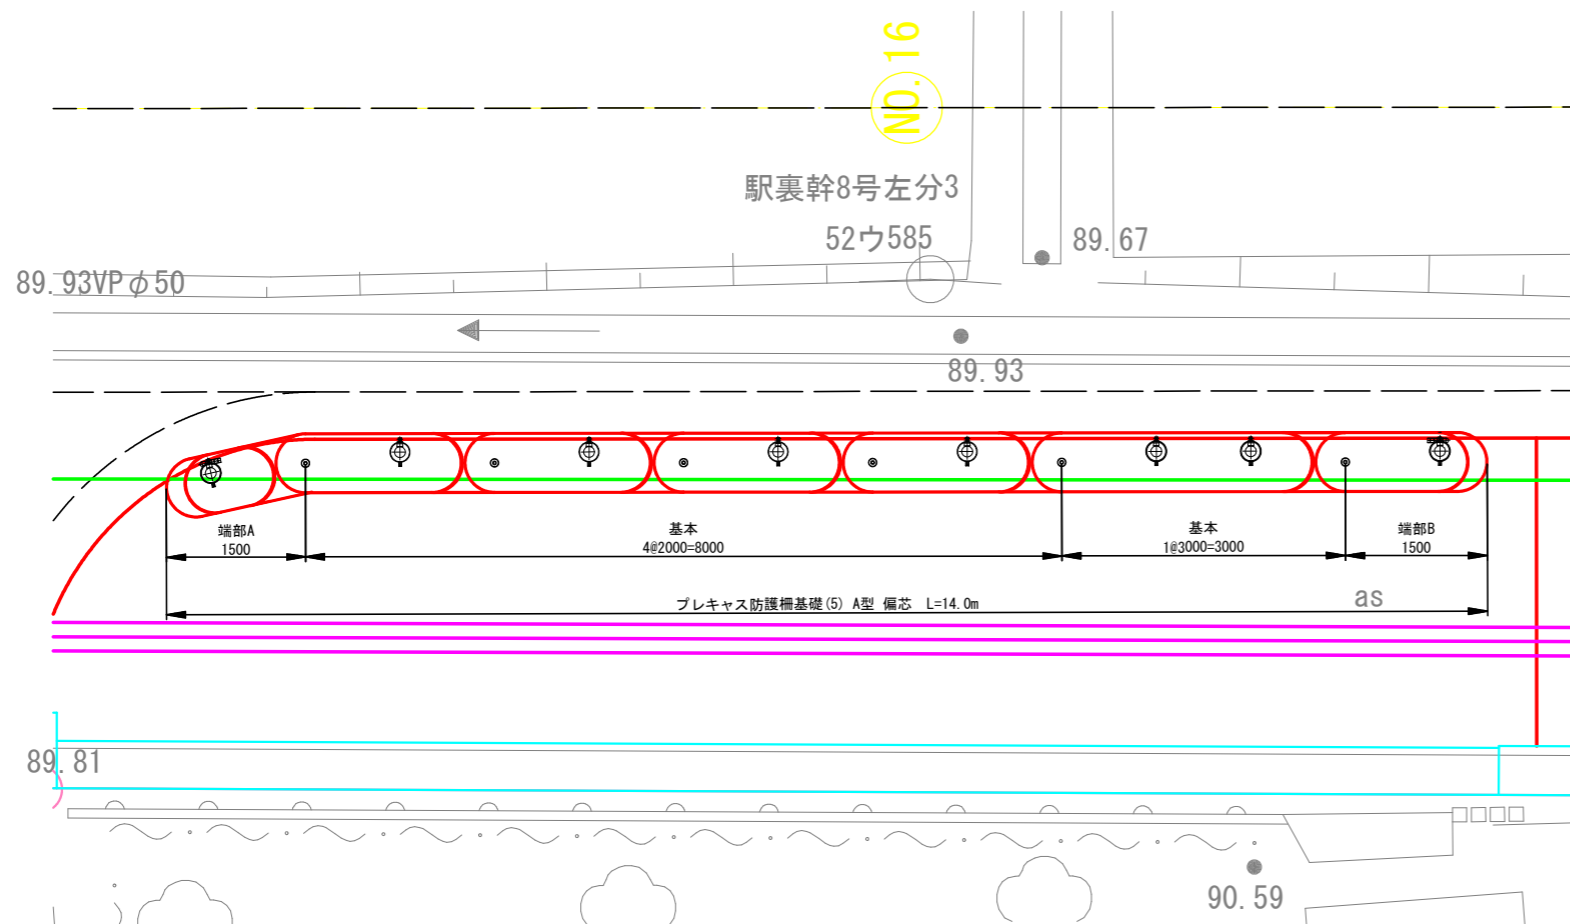 NO. 16
駅裏幹8号左分3
52ウ585
89.67
89.93VPφ50
89.93
端部A
1500
基本
4@2000=8000
基本
1@3000=3000
端部B
1500
プレキャス防護柵基礎(5) A型 偏芯 L=14.0m
as
89.81
90.59